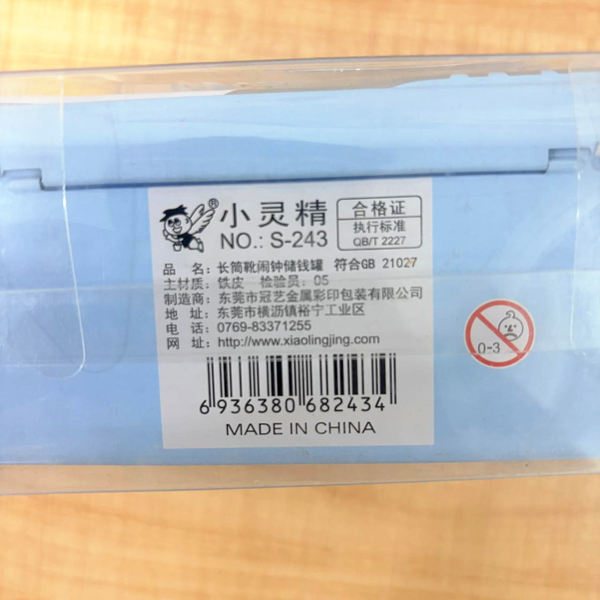 小灵精®
NO.: S-243
合格证
执行标准
QB/T 2227
品 名：长筒靴闹钟储钱罐 符合GB 21027
主材质：铁皮 检验员：05
制造商：东莞市冠艺金属彩印包装有限公司
地 址：东莞市横沥镇裕宁工业区
电 话：0769-83371255
网 址：http://www.xiaolingjing.com
6 936380 682434
MADE IN CHINA
0-3